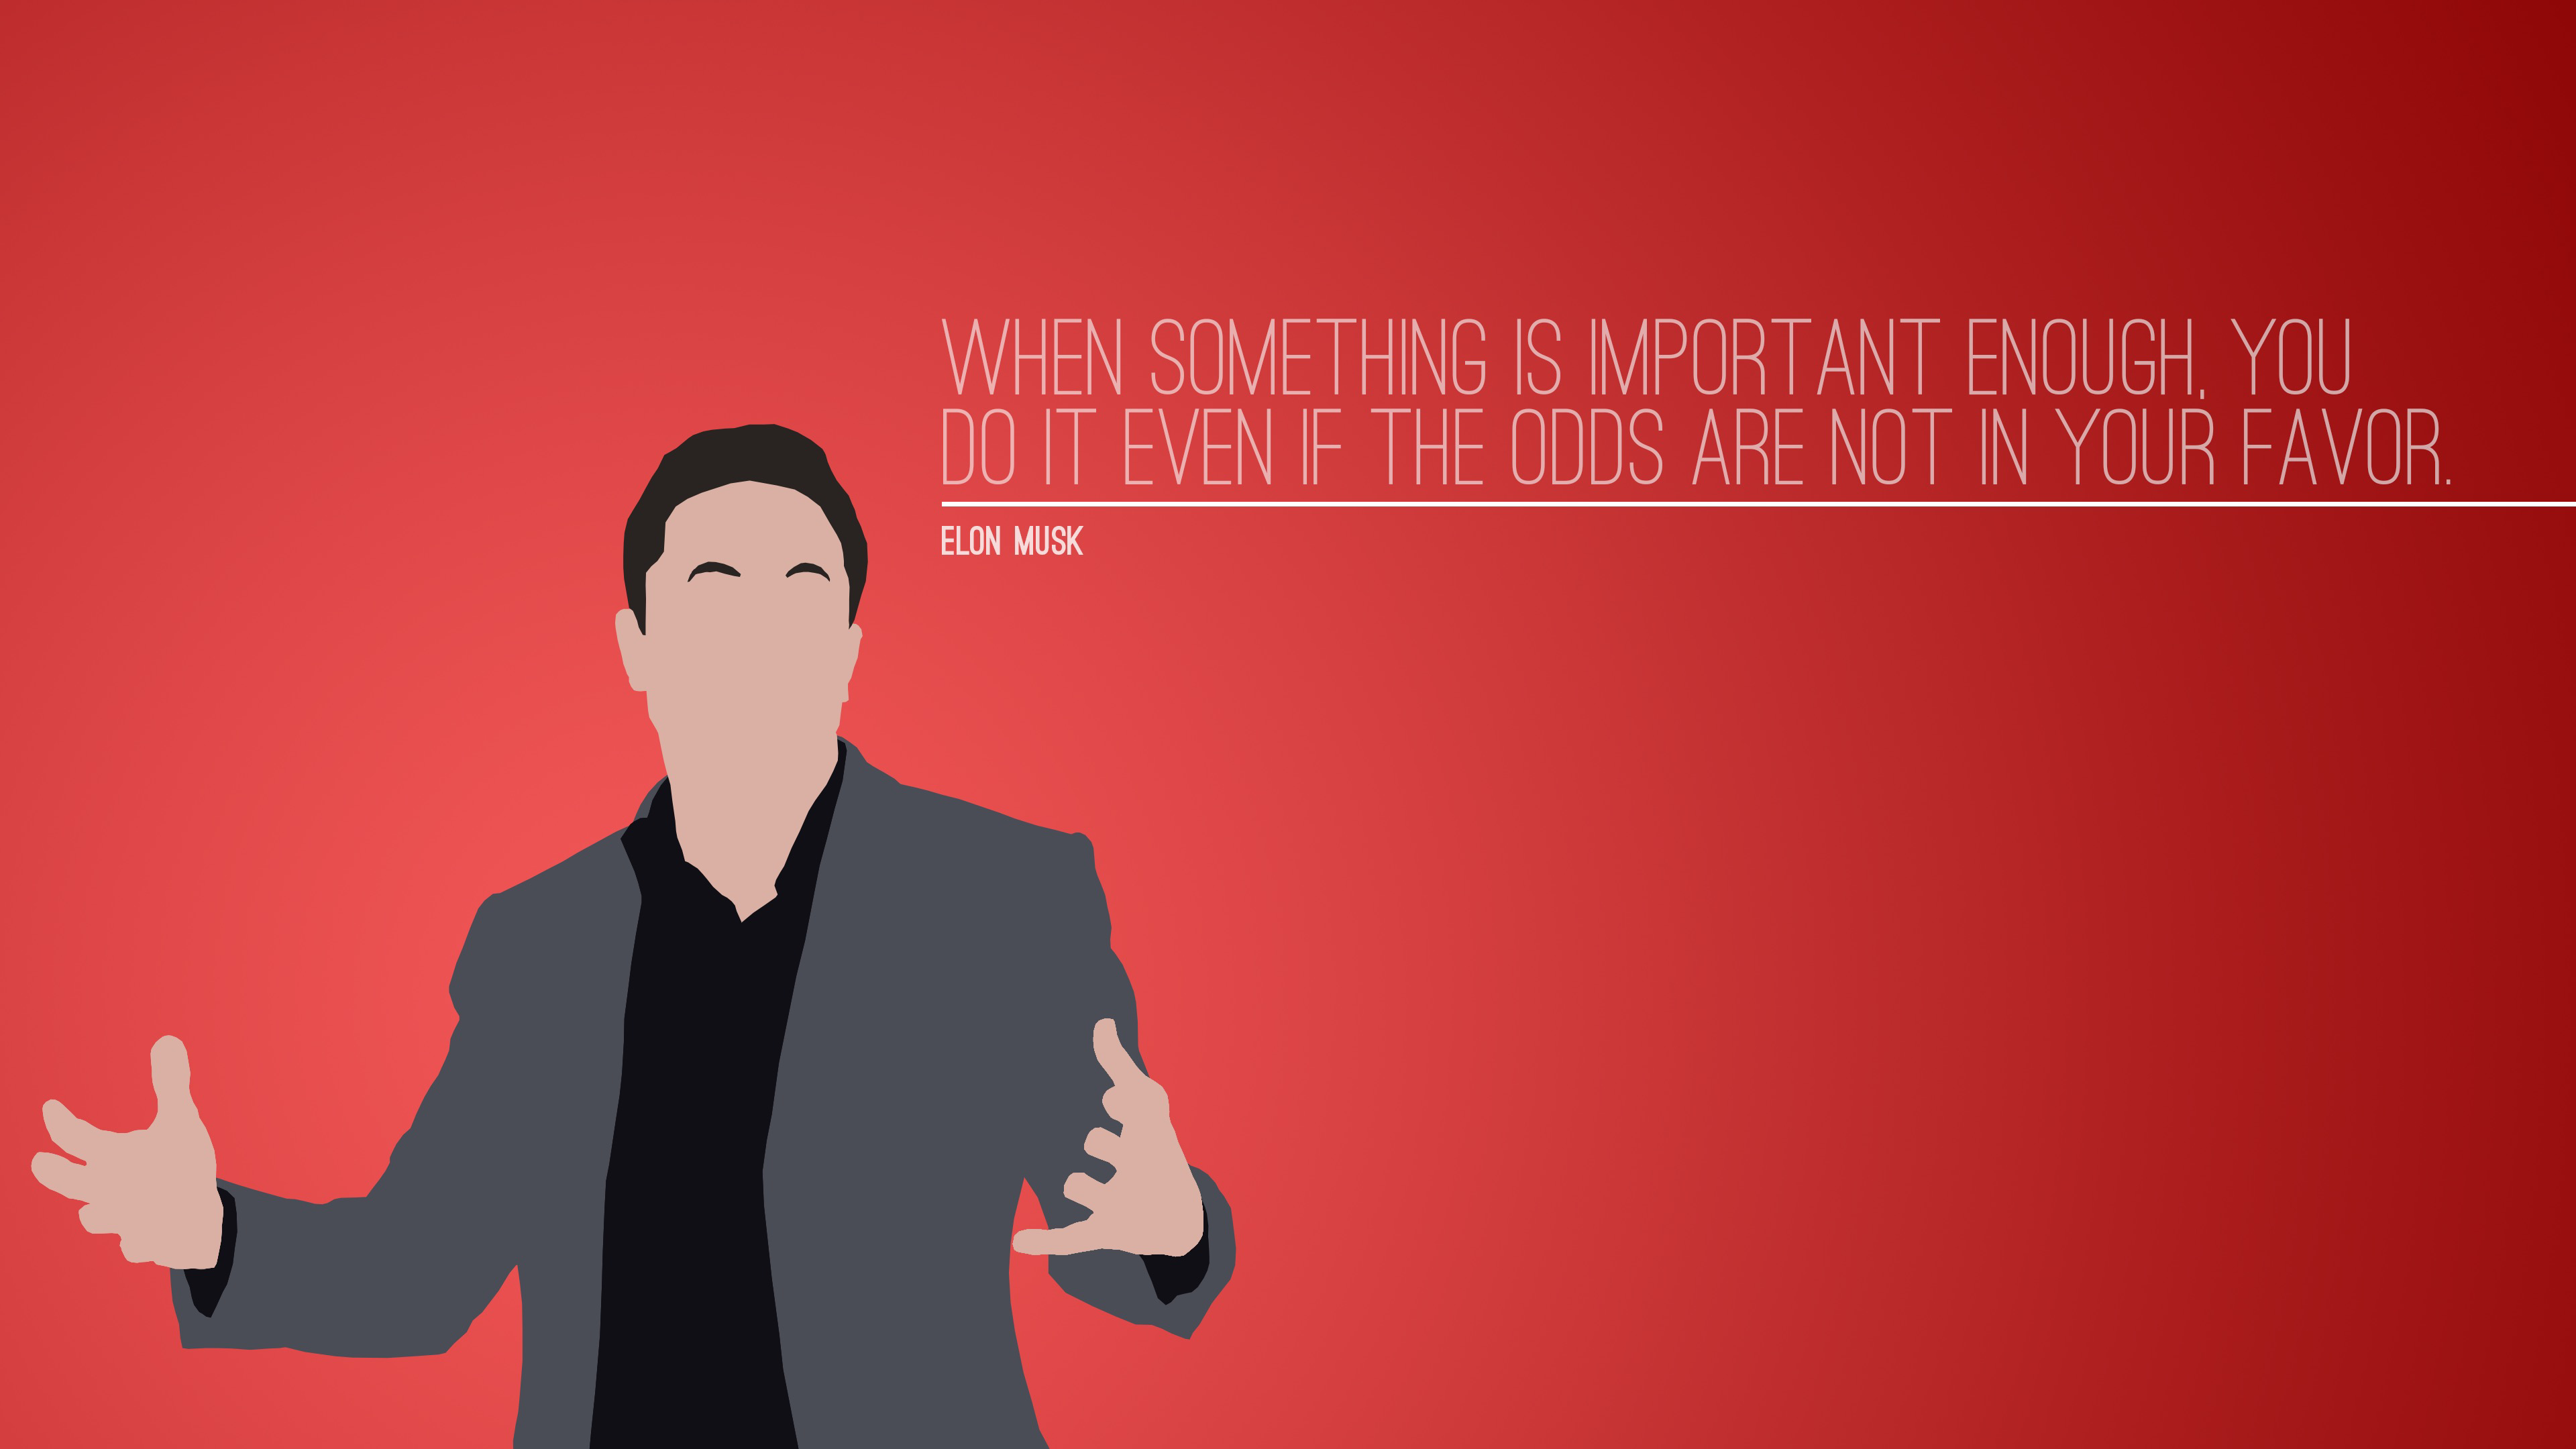 WHEN SOMETHING IS IMPORTANT ENOUGH, YOU
DO IT EVEN IF THE ODDS ARE NOT IN YOUR FAVOR.
ELON MUSK